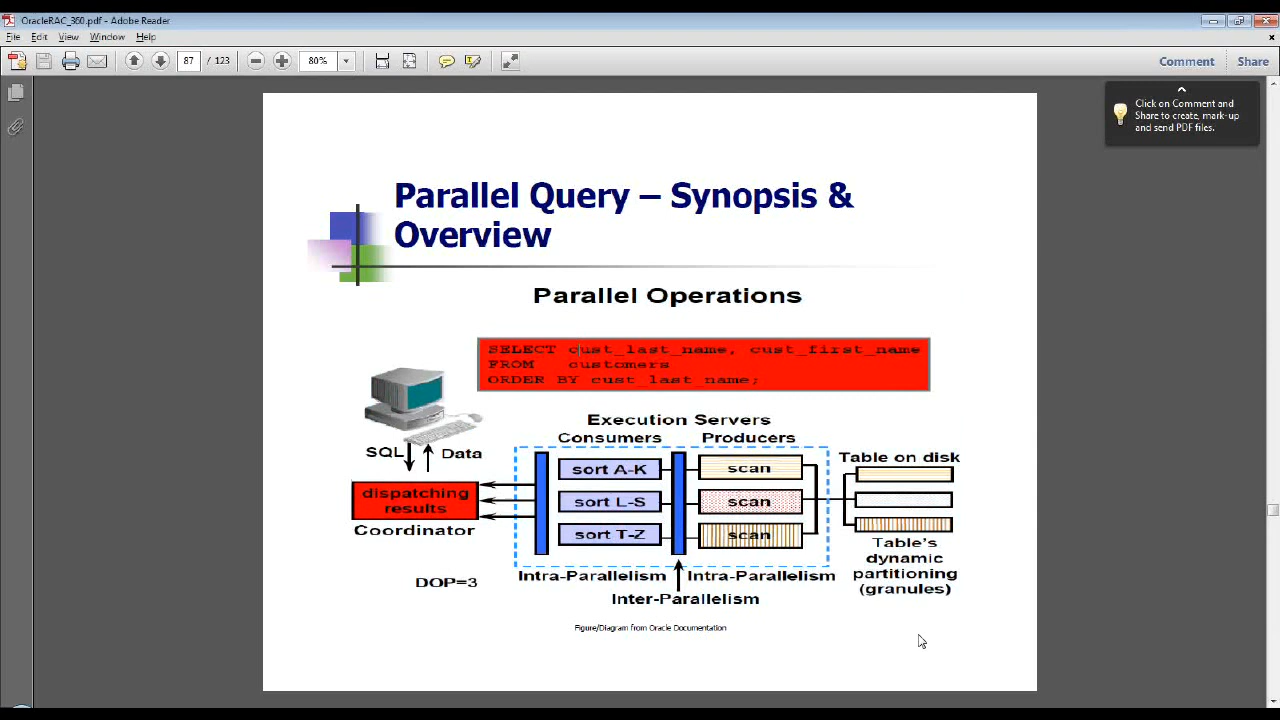 OracleRAC_360.pdf - Adobe Reader
File Edit View Window Help
87 / 123 80% Comment Share
Click on Comment and
Share to create, mark-up
and send PDF files.
Parallel Query – Synopsis &
Overview
Parallel Operations
SELECT cust_last_name, cust_first_name
FROM customers
ORDER BY cust_last_name;
Execution Servers
Consumers Producers
SQL Data
Table on disk
sort A-K scan
dispatching
results
sort L-S scan
Coordinator
sort T-Z scan
Table's
dynamic
partitioning
(granules)
DOP=3
Intra-Parallelism Intra-Parallelism
Inter-Parallelism
Figure/Diagram from Oracle Documentation